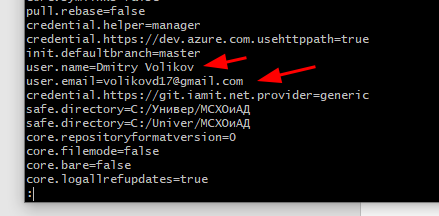 pull.rebase=false
credential.helper=manager
credential.https://dev.azure.com.usehttppath=true
init.defaultbranch=master
user.name=Dmitry Volikov
user.email=volikovd17@gmail.com
credential.https://git.iamit.net.provider=generic
safe.directory=C:/Универ/МСХОиАД
safe.directory=C:/Univer/МСХОиАД
core.repositoryformatversion=0
core.filemode=false
core.bare=false
core.logallrefupdates=true
: